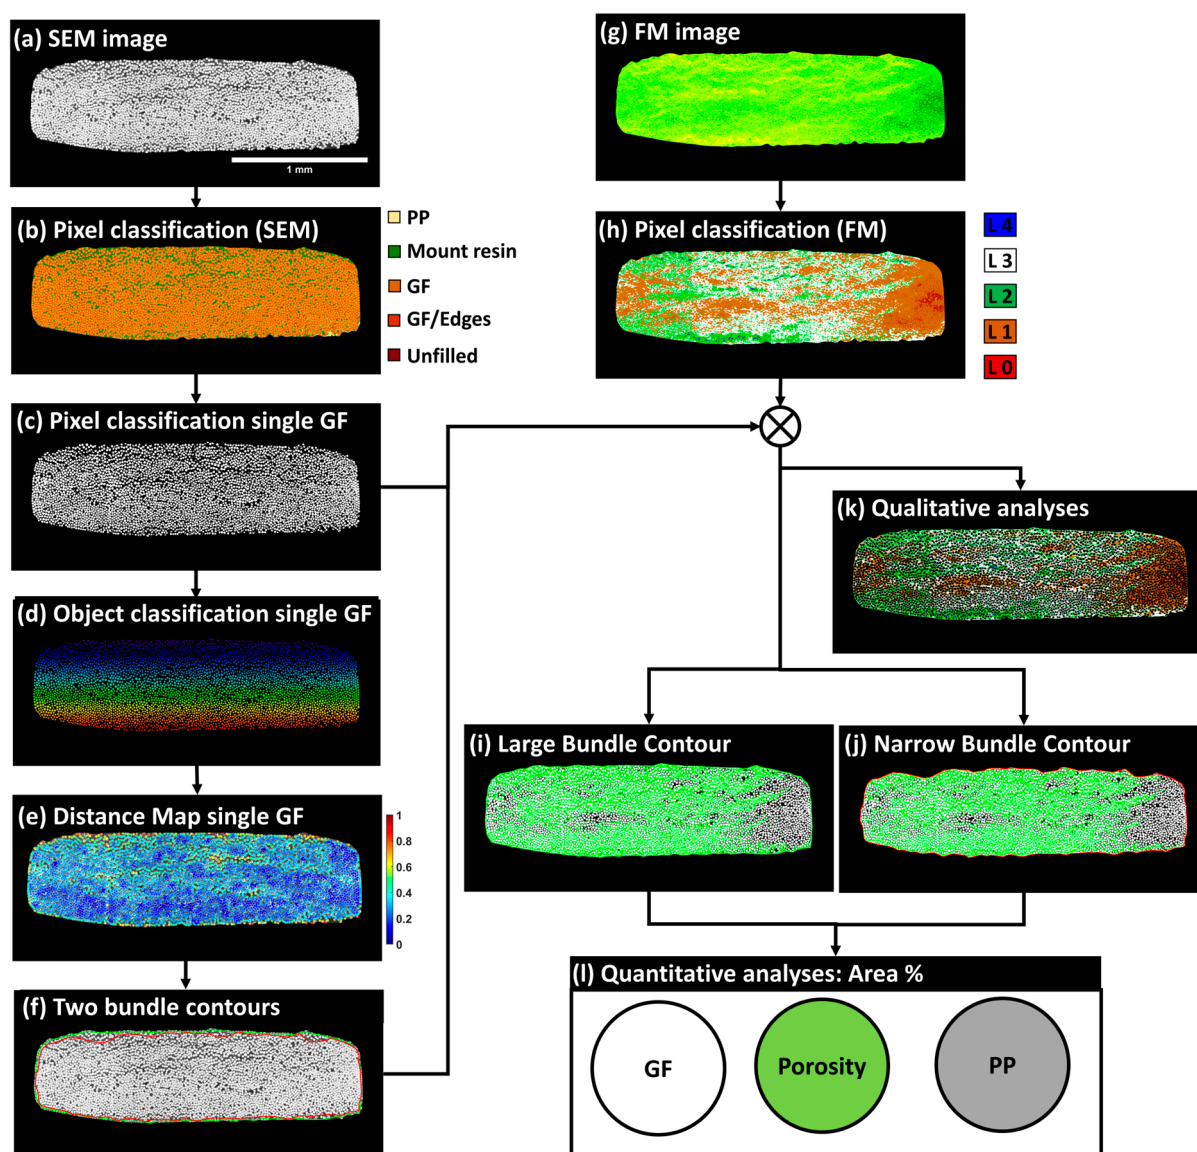 (a) SEM image
1 mm
(b) Pixel classification (SEM)
PP
Mount resin
GF
GF/Edges
Unfilled
(c) Pixel classification single GF
(d) Object classification single GF
(e) Distance Map single GF
1
0.8
0.6
0.4
0.2
0
(f) Two bundle contours
(g) FM image
(h) Pixel classification (FM)
L 4
L 3
L 2
L 1
L 0
(k) Qualitative analyses
(i) Large Bundle Contour
(j) Narrow Bundle Contour
(l) Quantitative analyses: Area %
GF
Porosity
PP